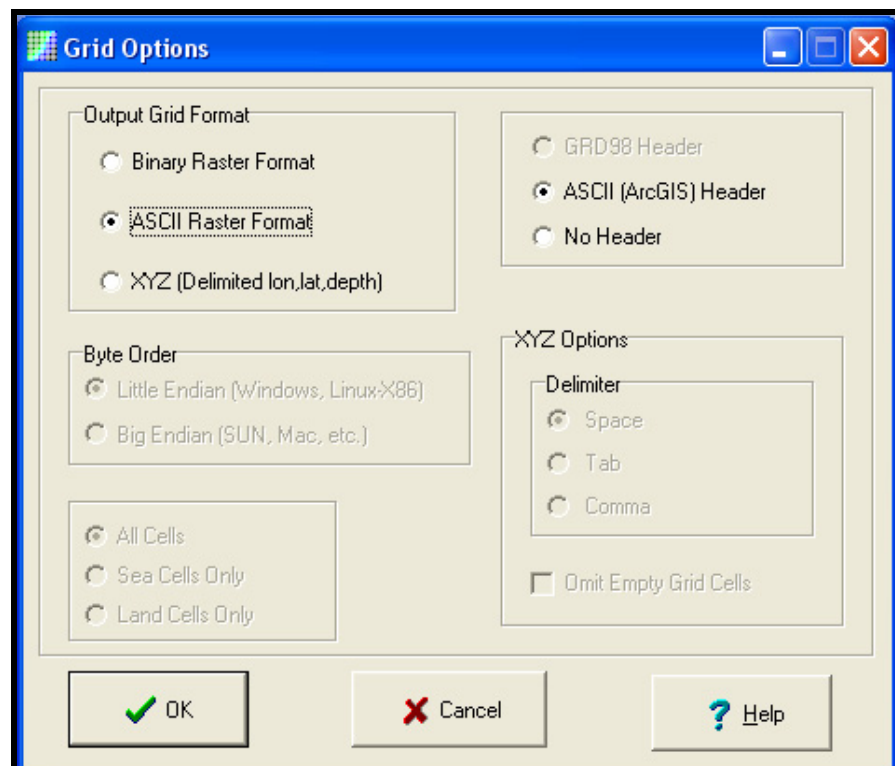 Grid Options
Output Grid Format
Binary Raster Format
ASCII Raster Format
XYZ (Delimited lon,lat,depth)
GRD98 Header
ASCII (ArcGIS) Header
No Header
Byte Order
Little Endian (Windows, Linux-X86)
Big Endian (SUN, Mac, etc.)
XYZ Options
Delimiter
Space
Tab
Comma
Omit Empty Grid Cells
All Cells
Sea Cells Only
Land Cells Only
OK
Cancel
Help